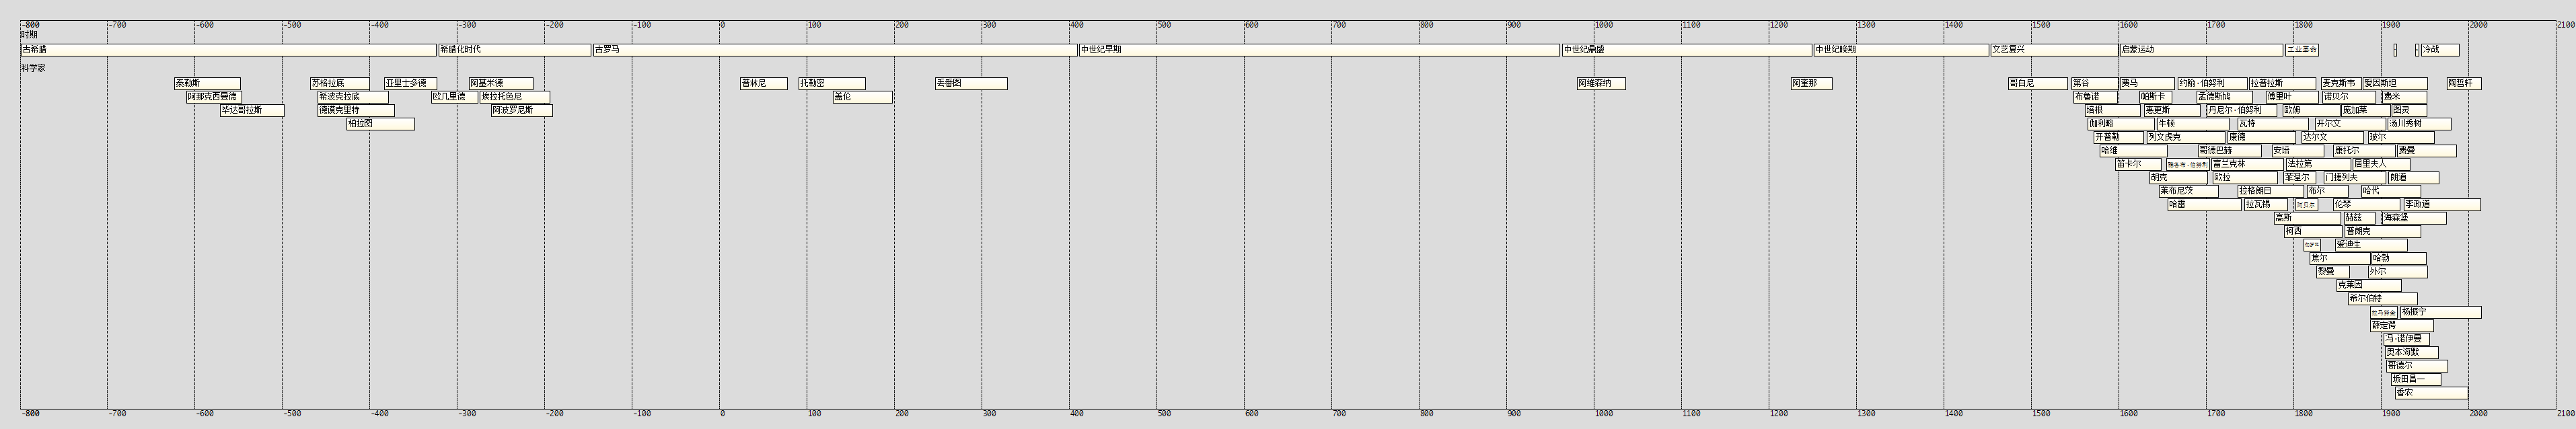 -800 -700 -600 -500 -400 -300 -200 -100 0 100 200 300 400 500 600 700 800 900 1000 1100 1200 1300 1400 1500 1600 1700 1800 1900 2000 2100
时期
古希腊 希腊化时代 古罗马 中世纪早期 中世纪鼎盛 中世纪晚期 文艺复兴 启蒙运动 工业革命 冷战
科学家
泰勒斯 苏格拉底 亚里士多德 阿基米德 普林尼 托勒密 丢番图 阿维森纳 阿奎那 哥白尼 第谷 费马 约翰·伯努利 拉普拉斯 麦克斯韦 爱因斯坦 陶哲轩
阿那克西曼德 希波克拉底 欧几里德 埃拉托色尼 盖伦 布鲁诺 帕斯卡 孟德斯鸠 傅里叶 诺贝尔 费米
毕达哥拉斯 德谟克里特 阿波罗尼斯 培根 惠更斯 丹尼尔·伯努利 欧姆 庞加莱 图灵
柏拉图 伽利略 牛顿 瓦特 开尔文 汤川秀树
开普勒 列文虎克 康德 达尔文 玻尔
哈维 哥德巴赫 安培 康托尔 费曼
笛卡尔 雅各布·伯努利 富兰克林 法拉第 居里夫人
胡克 欧拉 菲涅尔 门捷列夫 朗道
莱布尼茨 拉格朗日 布尔 哈代
哈雷 拉瓦锡 阿贝尔 伦琴 李政道
高斯 赫兹 海森堡
柯西 普朗克
爱迪生
焦尔 哈勃
黎曼 外尔
克莱因
希尔伯特
拉马努金 杨振宁
薛定谔
冯·诺伊曼
奥本海默
哥德尔
坂田昌一
香农
-800 -700 -600 -500 -400 -300 -200 -100 0 100 200 300 400 500 600 700 800 900 1000 1100 1200 1300 1400 1500 1600 1700 1800 1900 2000 2100